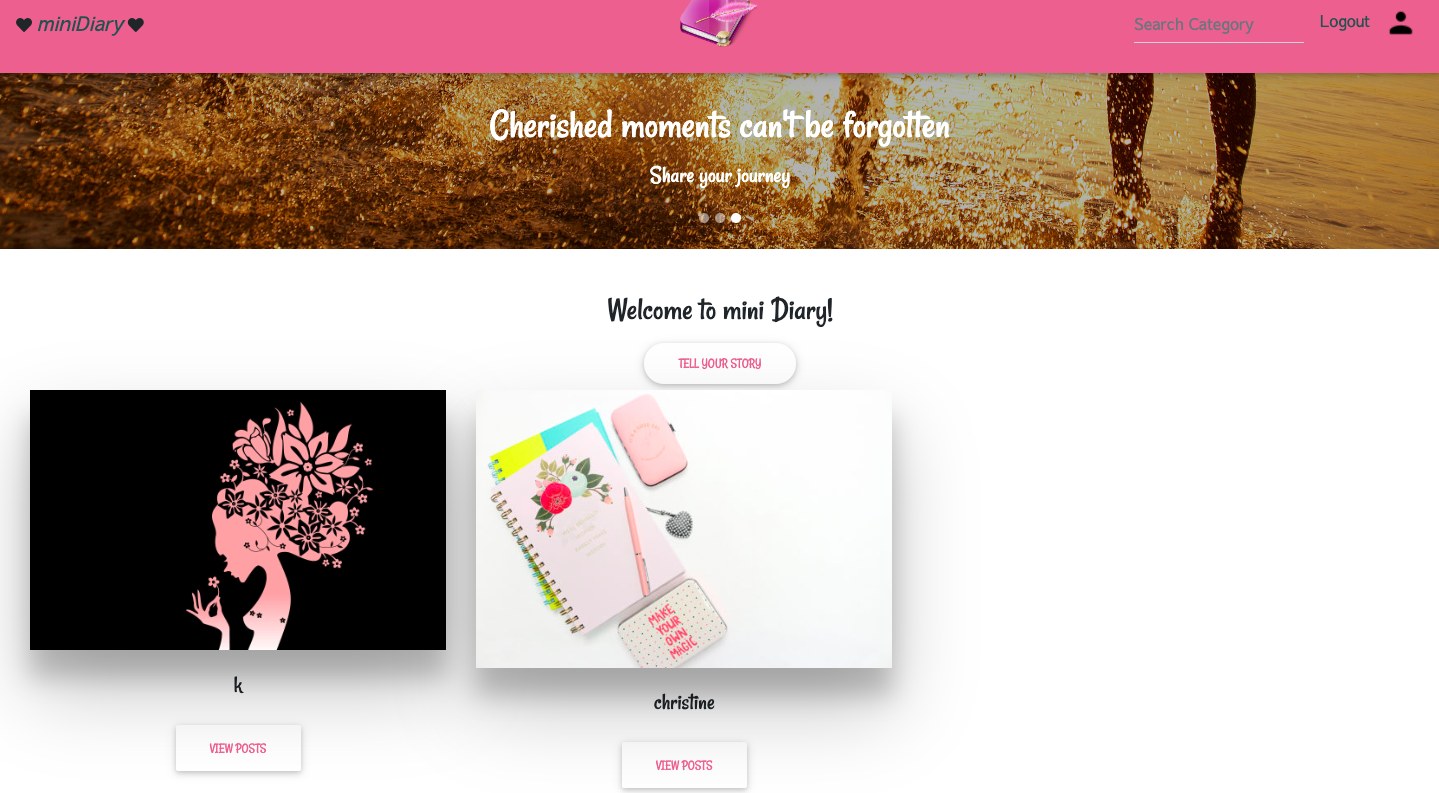 ♥ miniDiary ♥
Search Category
Logout
Cherished moments can't be forgotten
Share your journey
Welcome to mini Diary!
TELL YOUR STORY
MAKE
YOUR
OWN
MAGIC
k
christine
VIEW POSTS
VIEW POSTS